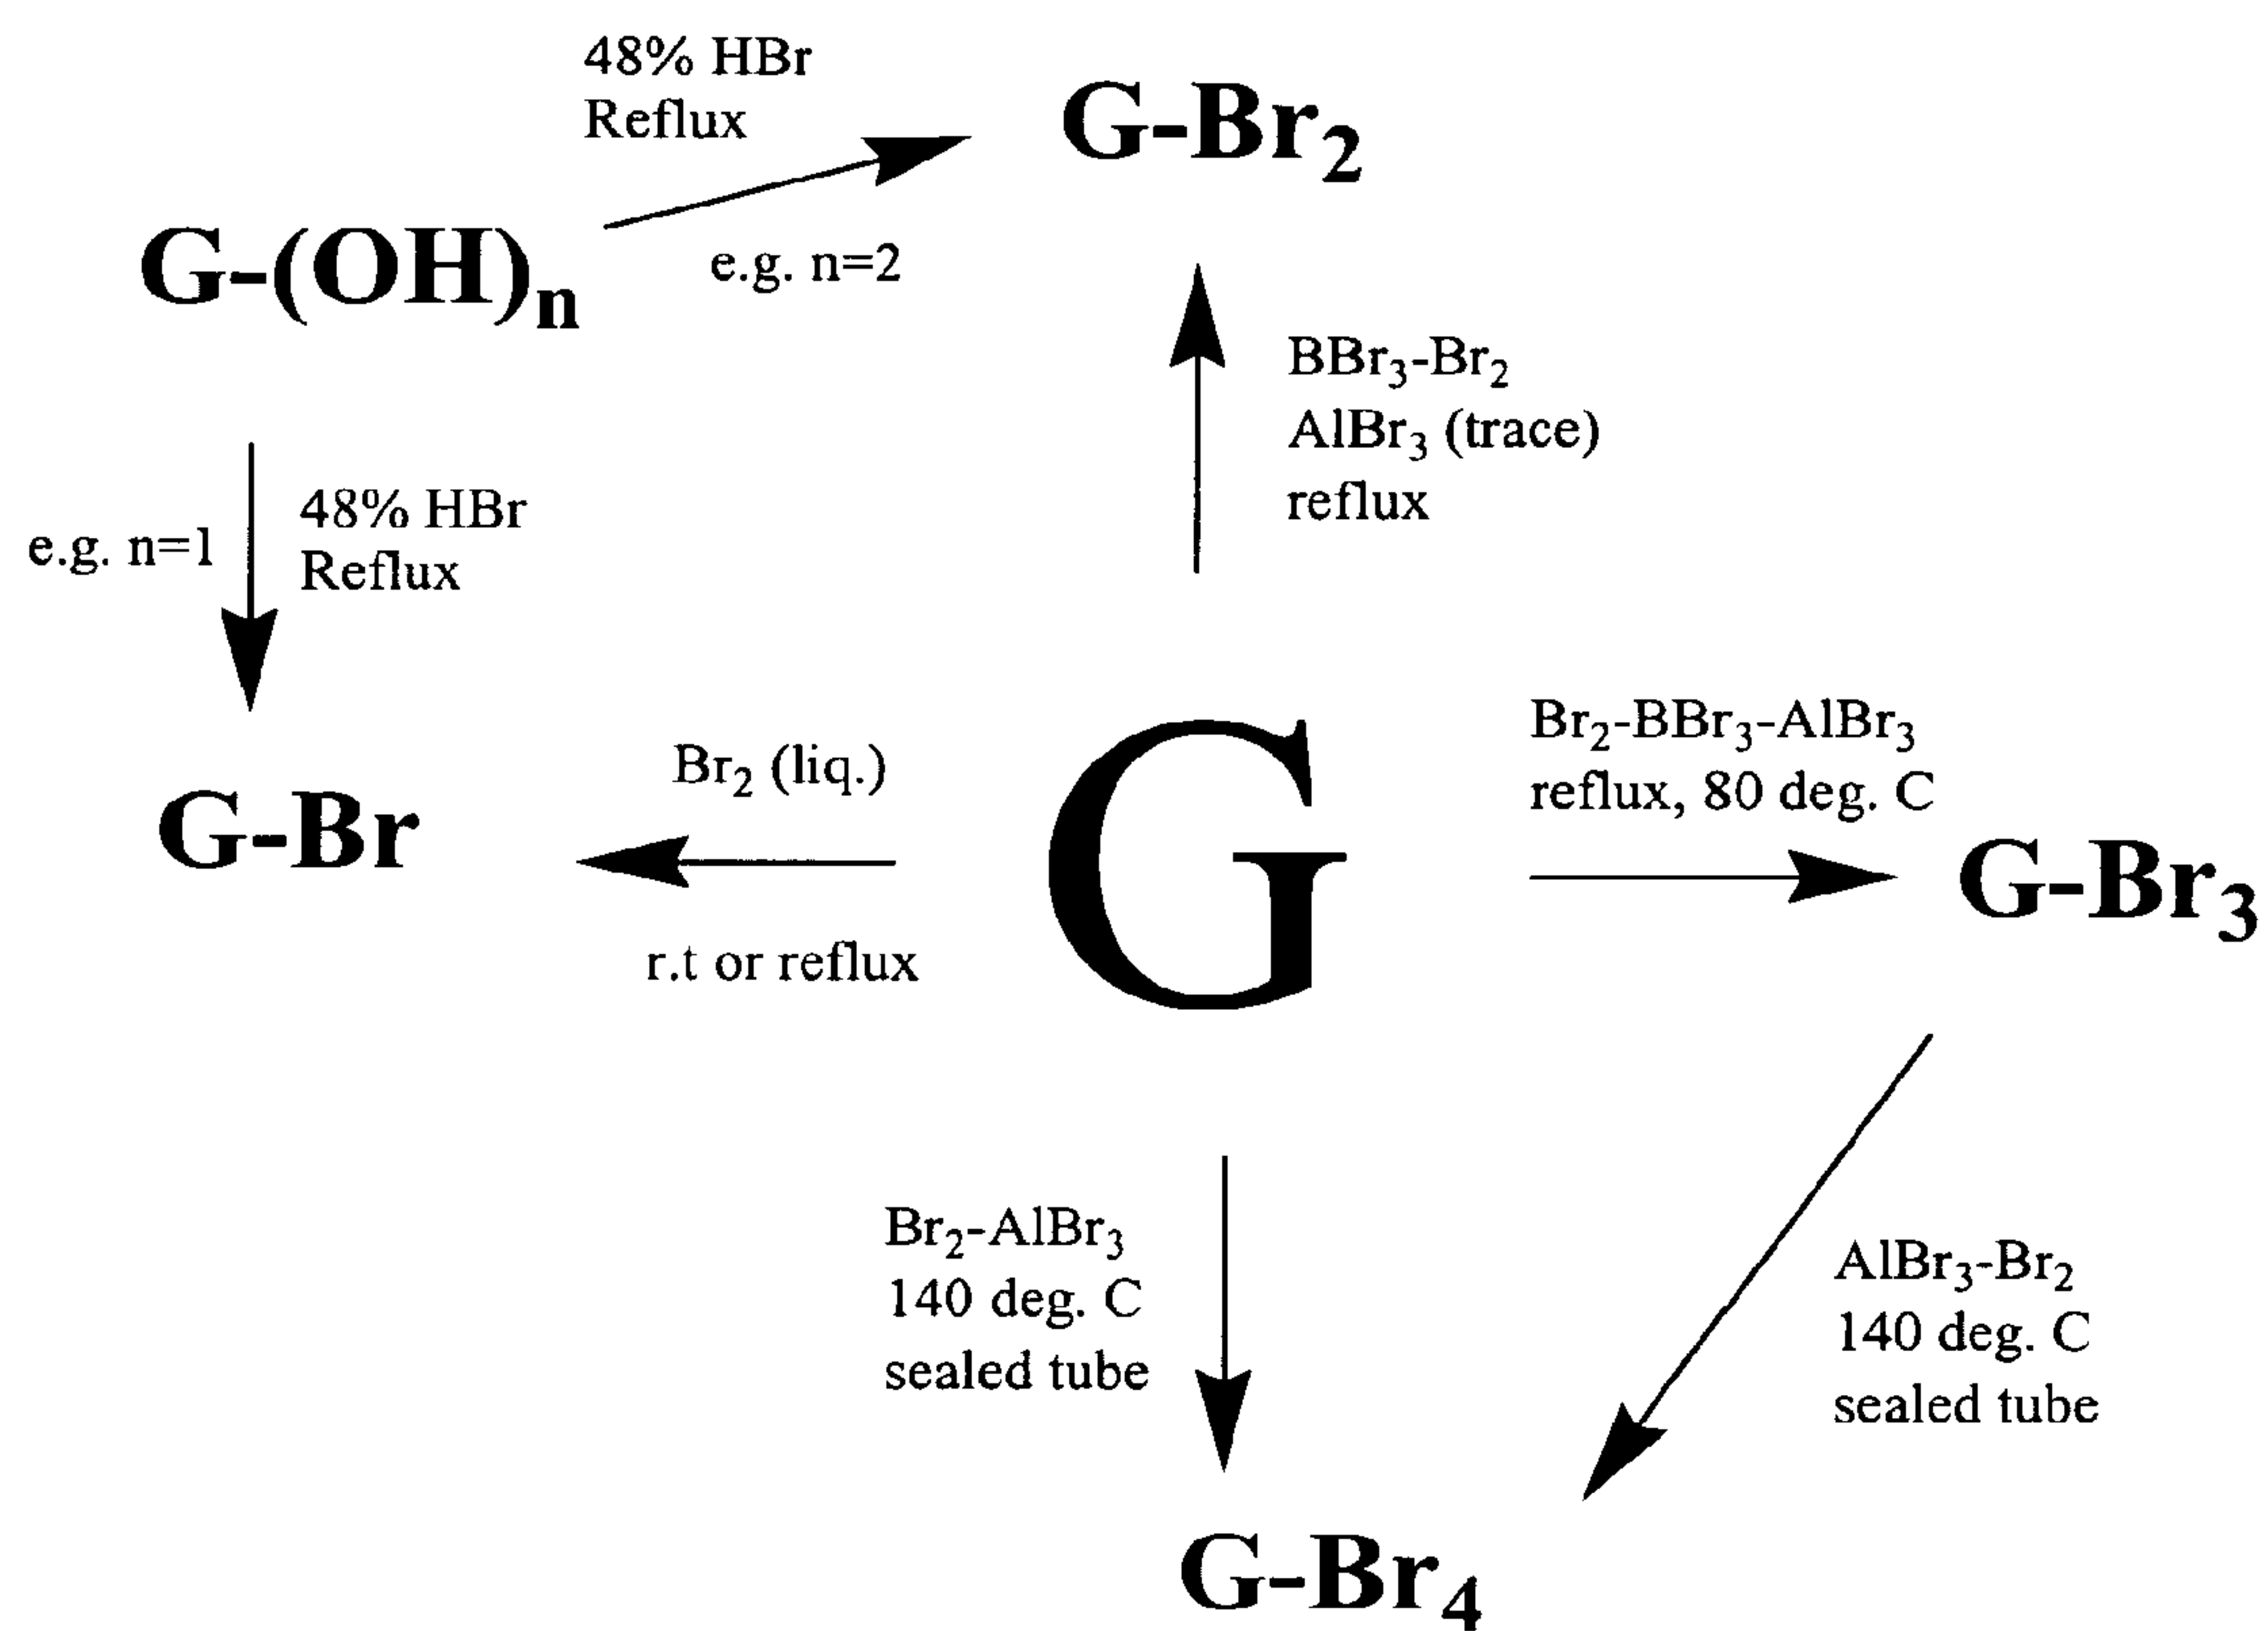 48% HBr
Reflux
G-Br₂
G-(OH)ₙ
e.g. n=2
BBr₃-Br₂
AlBr₃ (trace)
reflux
e.g. n=1
48% HBr
Reflux
Br₂ (liq.)
r.t or reflux
G-Br
G
Br₂-BBr₃-AlBr₃
reflux, 80 deg. C
G-Br₃
Br₂-AlBr₃
140 deg. C
sealed tube
AlBr₃-Br₂
140 deg. C
sealed tube
G-Br₄